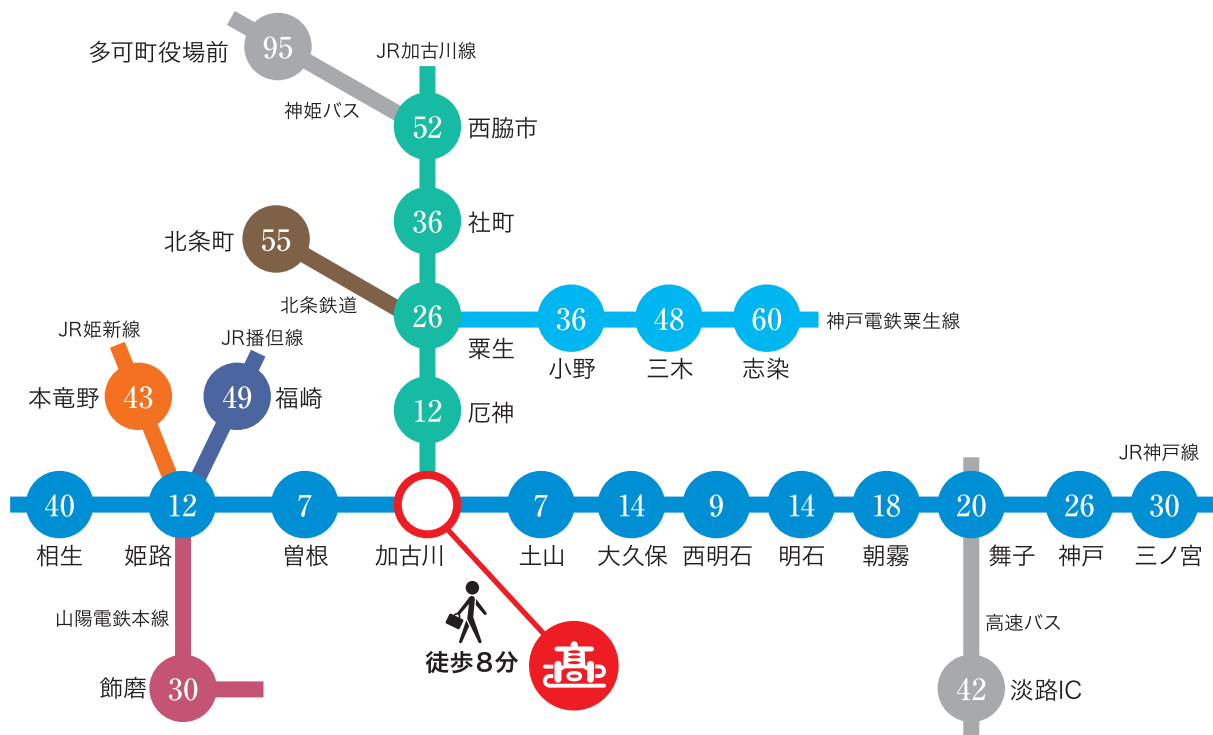 95
多可町役場前
JR加古川線
神姫バス
52
西脇市
36
社町
北条町
55
北条鉄道
26
粟生
36
48
60
神戸電鉄粟生線
小野
三木
志染
JR姫新線
JR播但線
本竜野
43
49
福崎
12
厄神
JR神戸線
40
12
7
7
14
9
14
18
20
26
30
相生
姫路
曽根
加古川
土山
大久保
西明石
明石
朝霧
舞子
神戸
三ノ宮
山陽電鉄本線
高速バス
徒歩8分
髙
飾磨
30
42
淡路IC